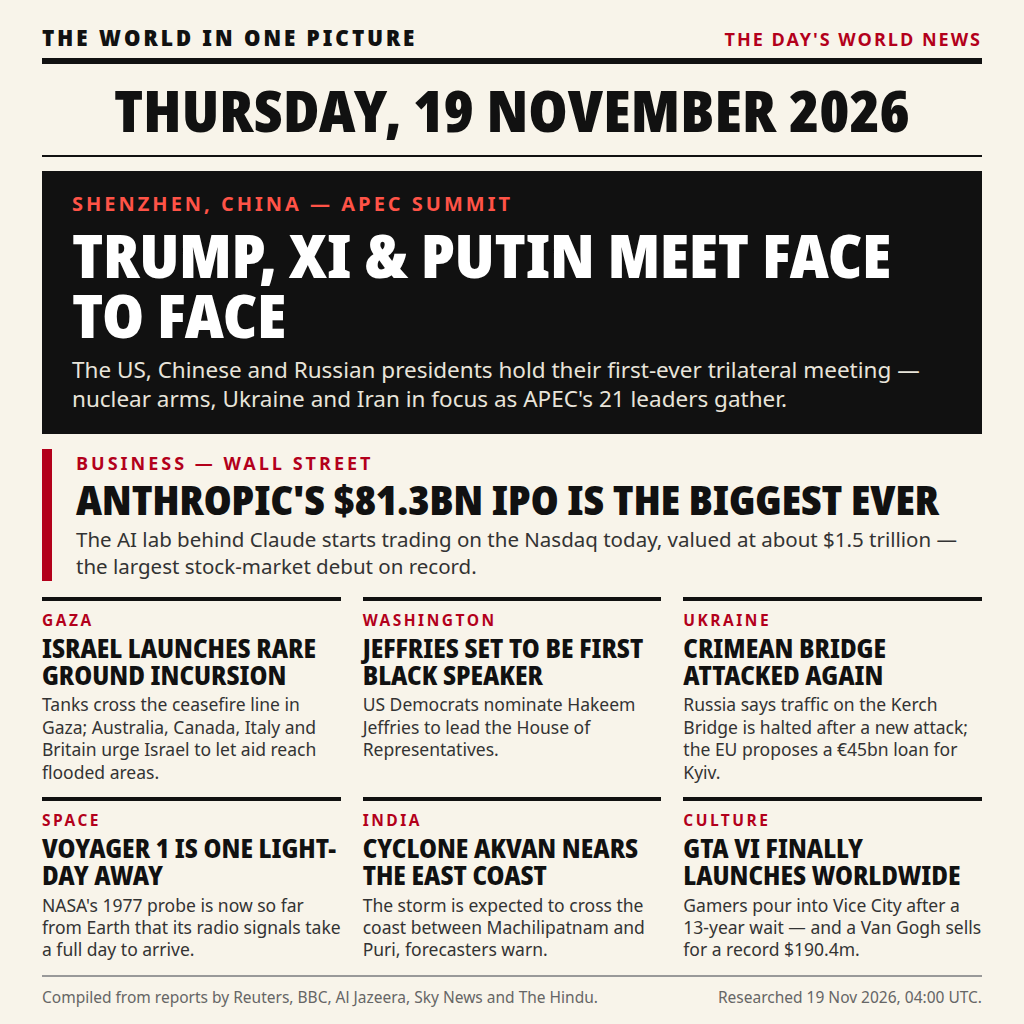 THE WORLD IN ONE PICTURE
THE DAY'S WORLD NEWS
THURSDAY, 19 NOVEMBER 2026
SHENZHEN, CHINA — APEC SUMMIT
TRUMP, XI & PUTIN MEET FACE
TO FACE
The US, Chinese and Russian presidents hold their first-ever trilateral meeting —
nuclear arms, Ukraine and Iran in focus as APEC's 21 leaders gather.
BUSINESS — WALL STREET
ANTHROPIC'S $81.3BN IPO IS THE BIGGEST EVER
The AI lab behind Claude starts trading on the Nasdaq today, valued at about $1.5 trillion —
the largest stock-market debut on record.
GAZA
ISRAEL LAUNCHES RARE
GROUND INCURSION
Tanks cross the ceasefire line in
Gaza; Australia, Canada, Italy and
Britain urge Israel to let aid reach
flooded areas.
WASHINGTON
JEFFRIES SET TO BE FIRST
BLACK SPEAKER
US Democrats nominate Hakeem
Jeffries to lead the House of
Representatives.
UKRAINE
CRIMEAN BRIDGE
ATTACKED AGAIN
Russia says traffic on the Kerch
Bridge is halted after a new attack;
the EU proposes a €45bn loan for
Kyiv.
SPACE
VOYAGER 1 IS ONE LIGHT-
DAY AWAY
NASA's 1977 probe is now so far
from Earth that its radio signals take
a full day to arrive.
INDIA
CYCLONE AKVAN NEARS
THE EAST COAST
The storm is expected to cross the
coast between Machilipatnam and
Puri, forecasters warn.
CULTURE
GTA VI FINALLY
LAUNCHES WORLDWIDE
Gamers pour into Vice City after a
13-year wait — and a Van Gogh sells
for a record $190.4m.
Compiled from reports by Reuters, BBC, Al Jazeera, Sky News and The Hindu.
Researched 19 Nov 2026, 04:00 UTC.